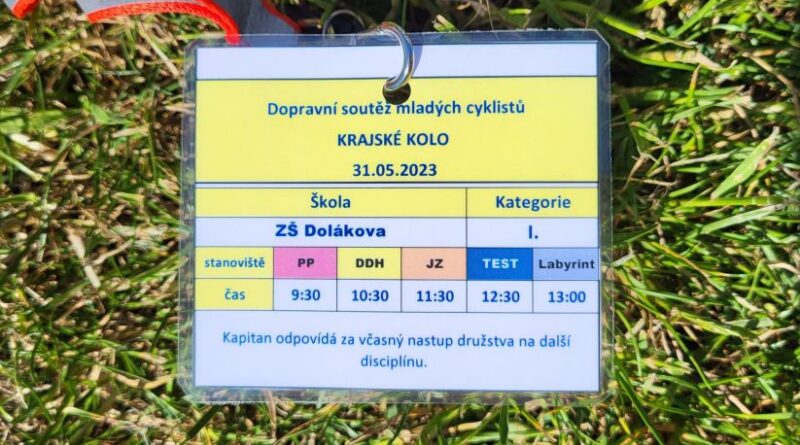 Dopravní soutěž mladých cyklistů
KRAJSKÉ KOLO
31.05.2023
Škola Kategorie
ZŠ Dolákova I.
stanoviště PP DDH JZ TEST Labyrint
čas 9:30 10:30 11:30 12:30 13:00
Kapitan odpovídá za včasný nastup družstva na další
disciplínu.